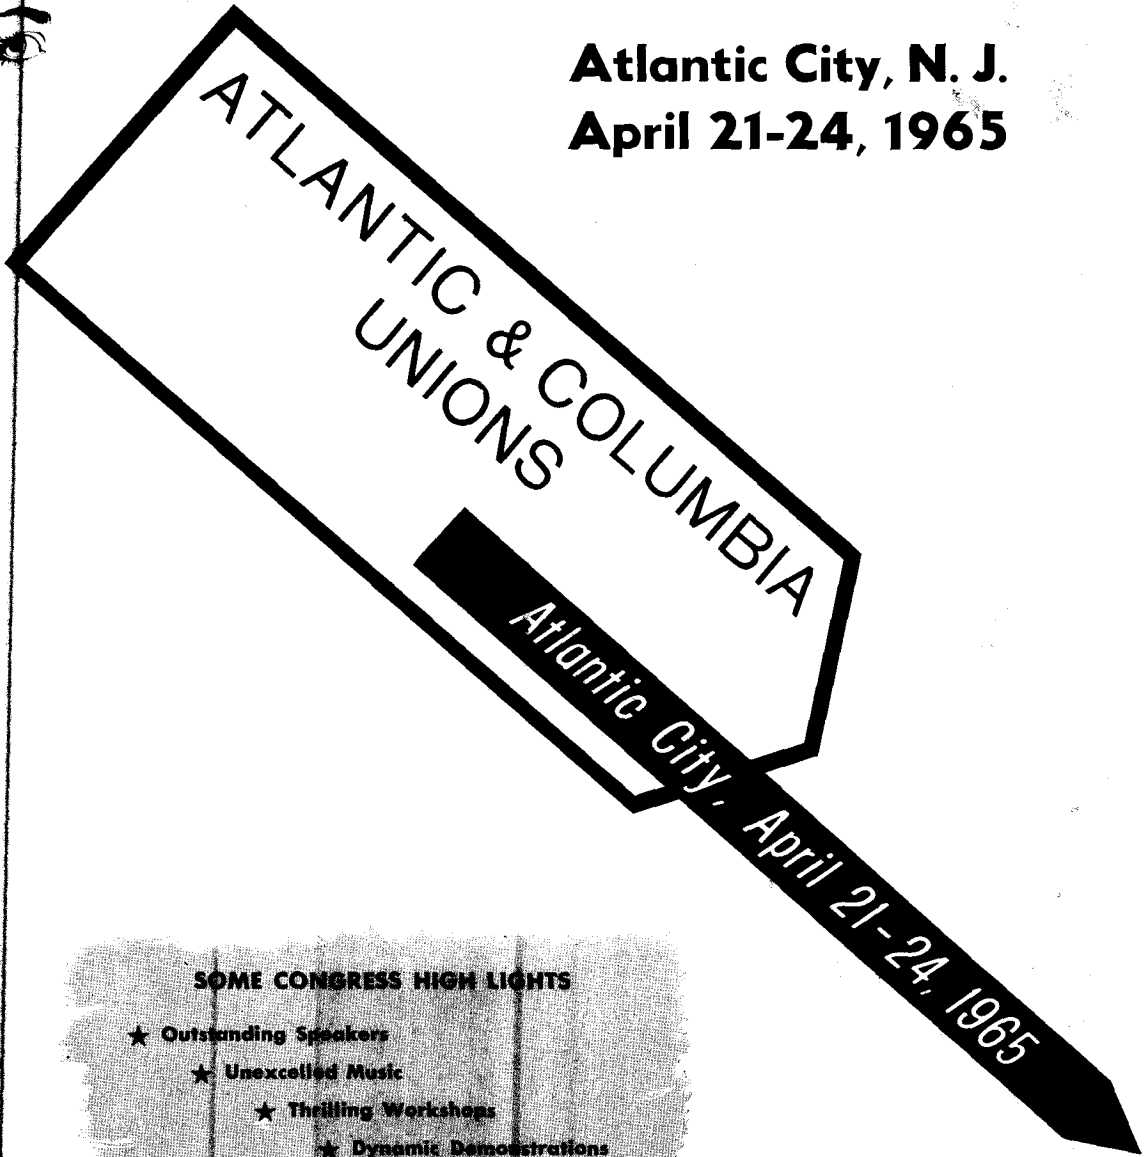 Atlantic City, N. J.
April 21-24, 1965
ATLANTIC & COLUMBIA
UNIONS
Atlantic City, April 21-24, 1965
SOME CONGRESS HIGH LIGHTS
★ Outstanding Speakers
★ Unexcelled Music
★ Thrilling Workshops
★ Dynamic Demonstrations